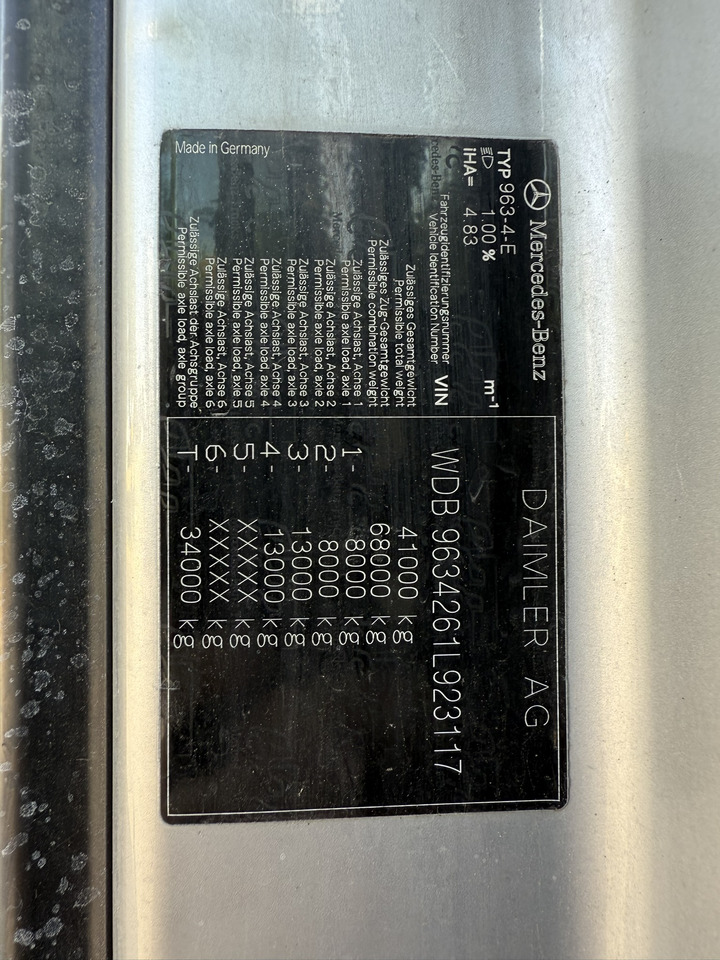 Mercedes-Benz
DAIMLER AG
TYP 963-4-E
1.00 % m-1
iHA= 4.83
Fahrzeugidentifizierungsnummer
Vehicle Identification Number VIN WDB 9634261L923117
Zulässiges Gesamtgewicht
Permissible total weight 41000 kg
Zulässiges Zug-Gesamtgewicht
Permissible combination weight 68000 kg
Zulässige Achslast, Achse 1
Permissible axle load, axle 1 1- 8000 kg
Zulässige Achslast, Achse 2
Permissible axle load, axle 2 2- 8000 kg
Zulässige Achslast, Achse 3
Permissible axle load, axle 3 3- 13000 kg
Zulässige Achslast, Achse 4
Permissible axle load, axle 4 4- 13000 kg
Zulässige Achslast, Achse 5
Permissible axle load, axle 5 5- XXXXX kg
Zulässige Achslast, Achse 6
Permissible axle load, axle 6 6- XXXXX kg
Zulässige Achslast der Achsgruppe
Permissible axle load, axle group T- 34000 kg
Made in Germany